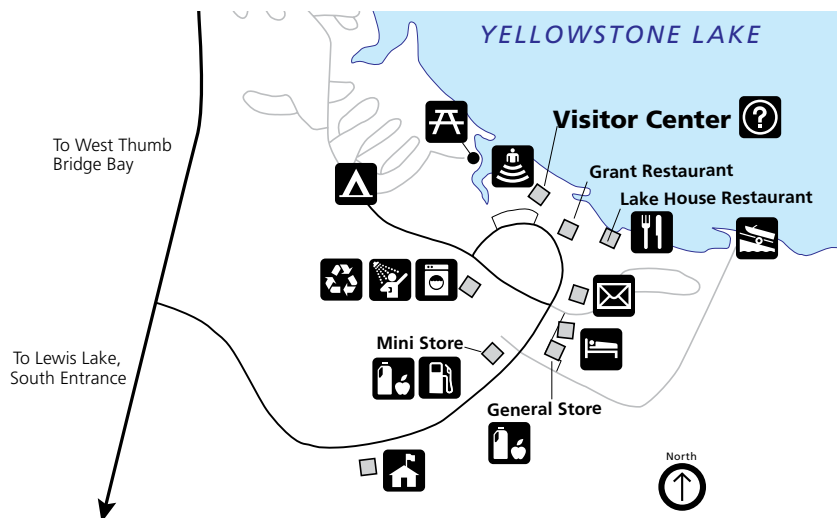 YELLOWSTONE LAKE
Visitor Center
?
To West Thumb
Bridge Bay
Grant Restaurant
Lake House Restaurant
Mini Store
To Lewis Lake,
South Entrance
General Store
North